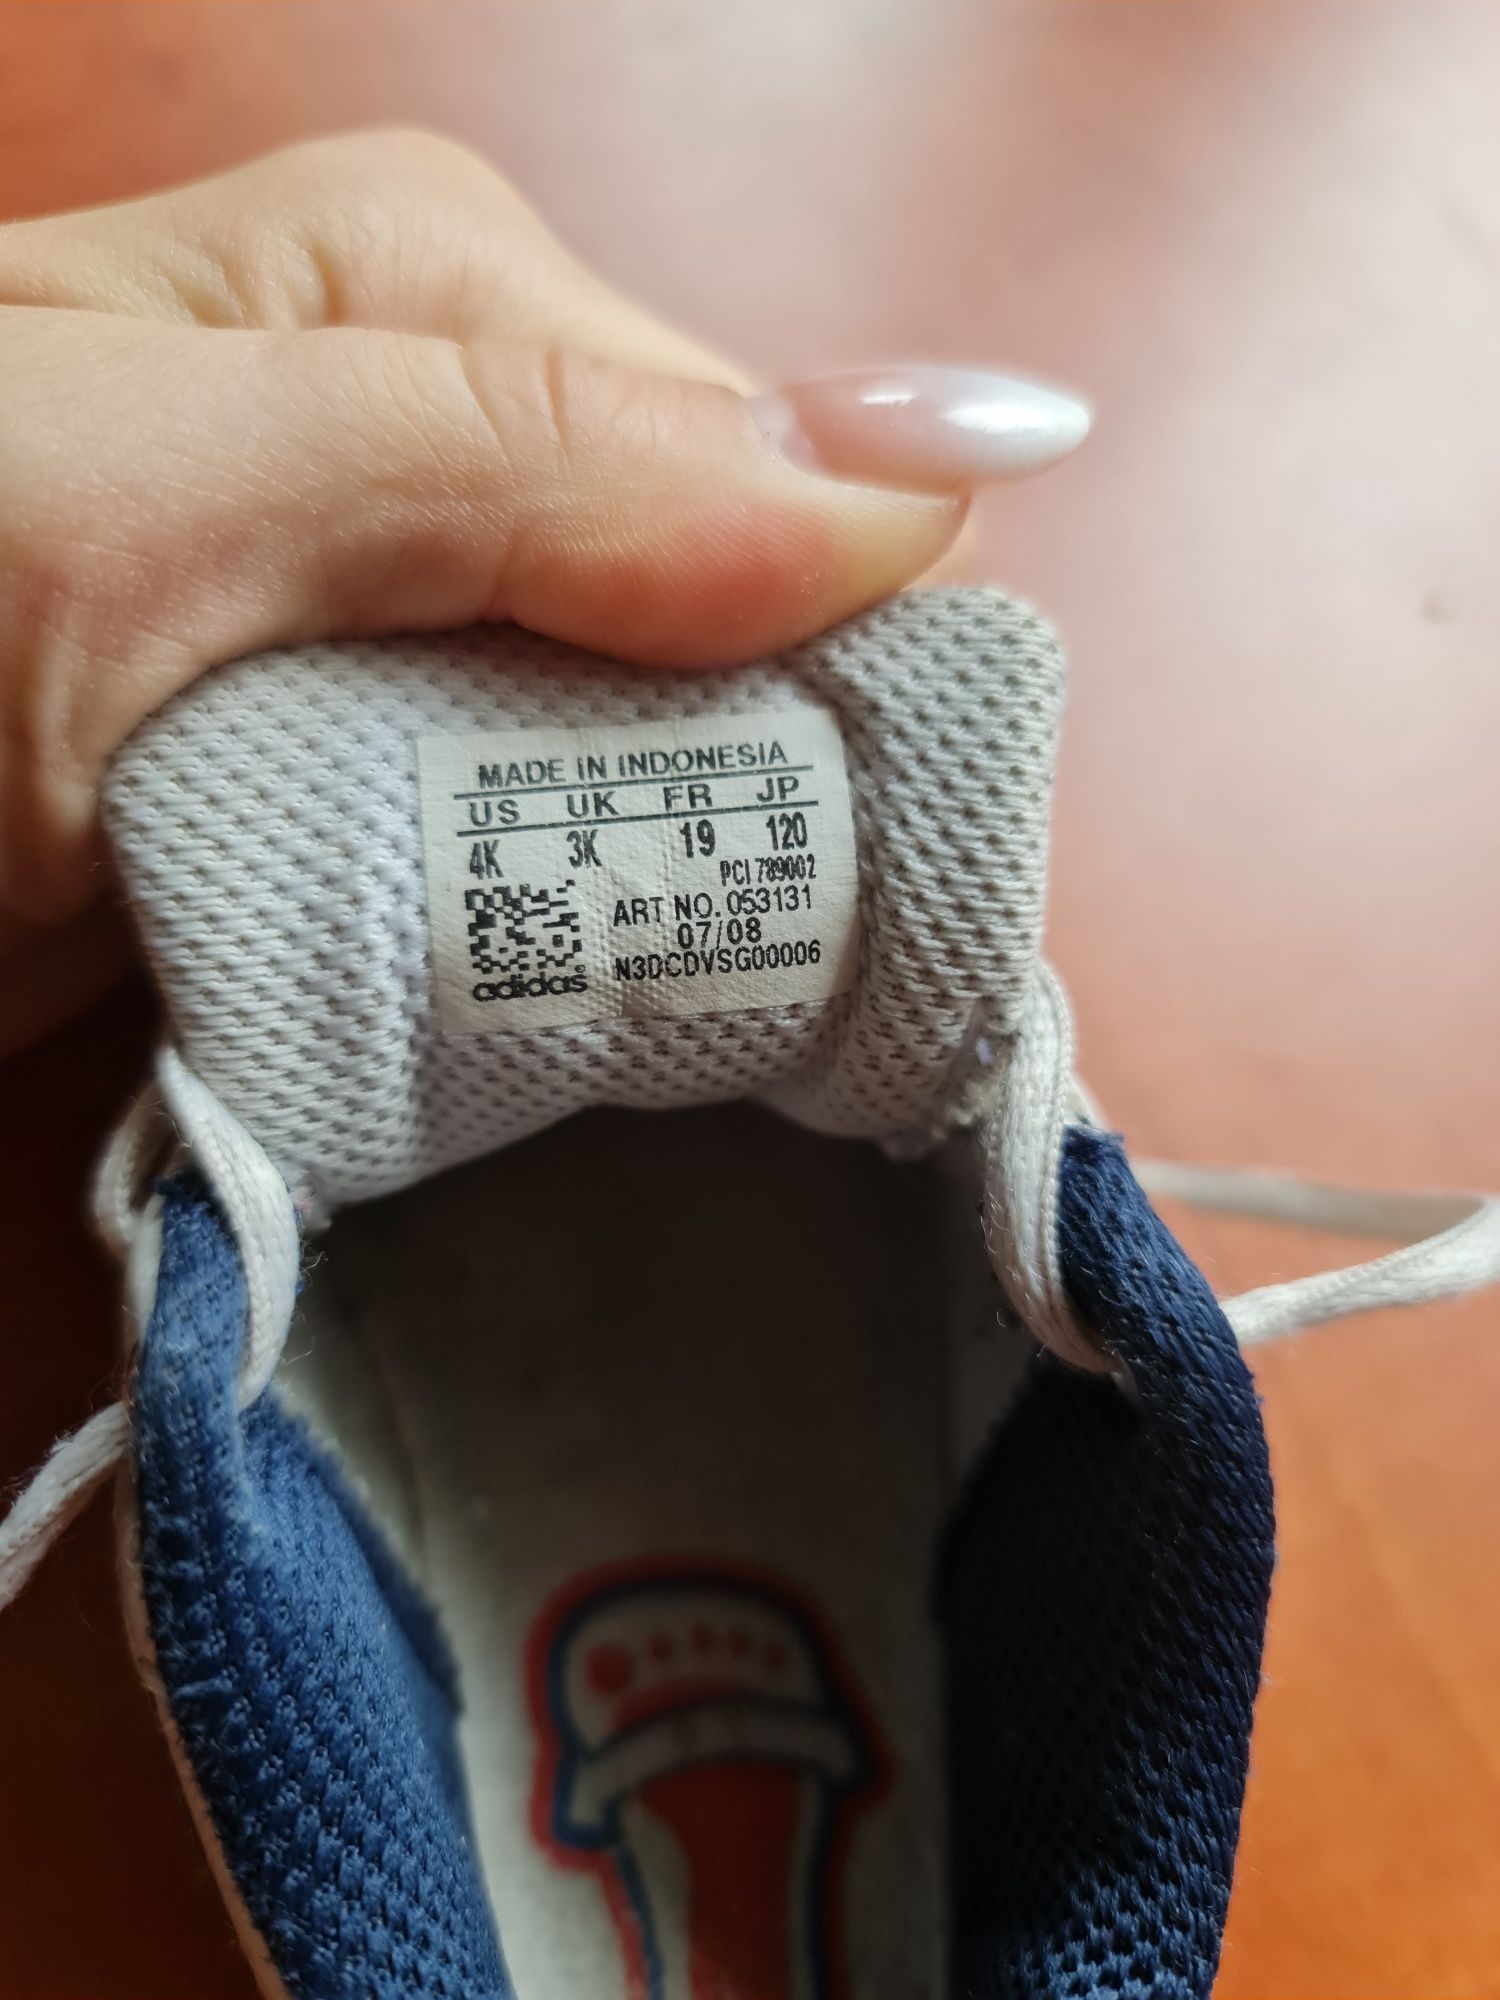 MADE IN INDONESIA
US UK FR JP
4K 3K 19 120
PCI 789002
ART NO. 053131
07/08
N3DCDVSG00006
adidas®